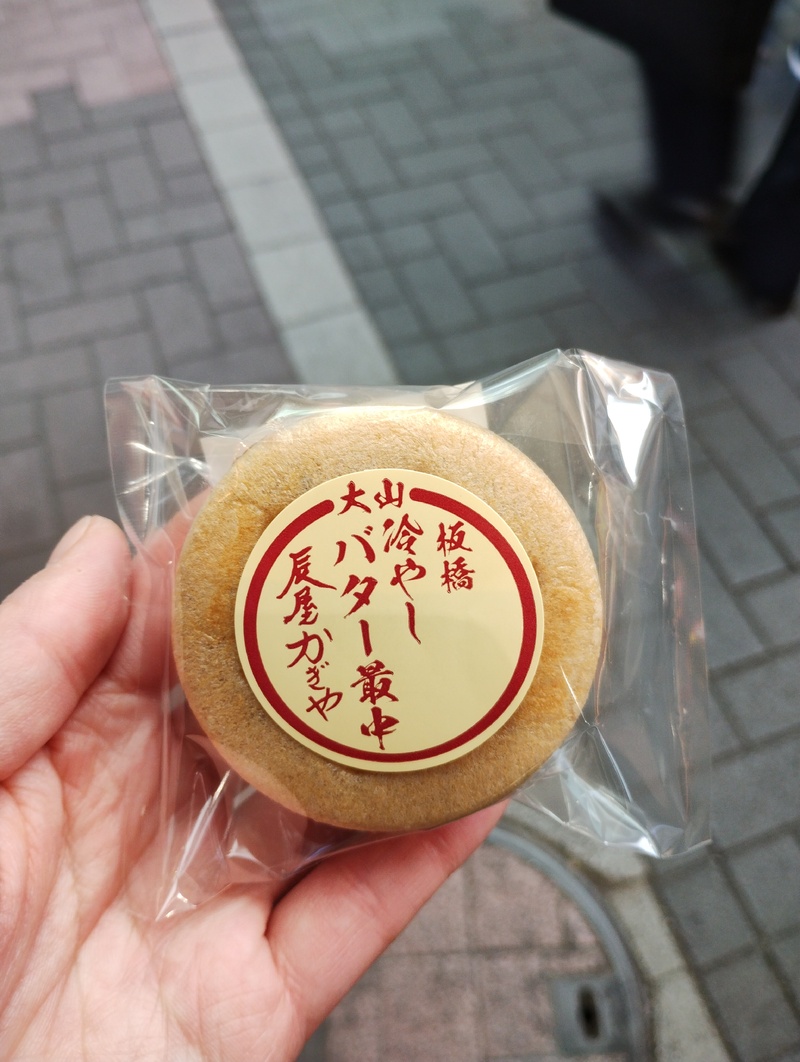 大山
板橋
冷やし
バター最中
辰屋かぎや